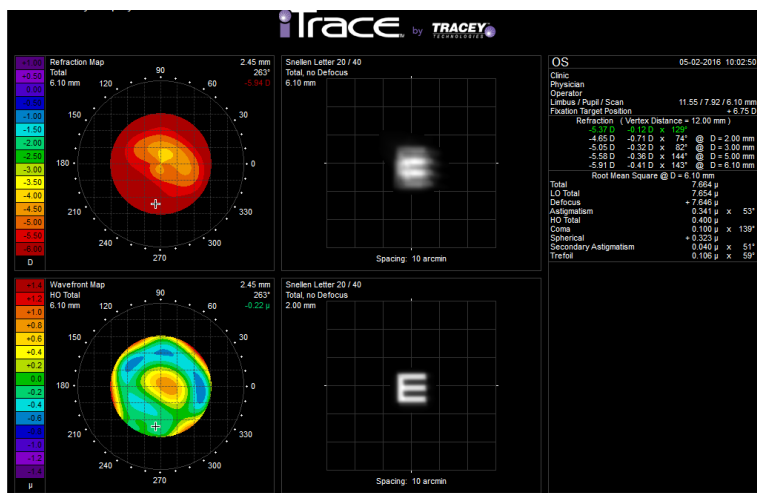 iTrace by TRACEY
TECHNOLOGIES
Refraction Map
Total
6.10 mm
2.45 mm
263°
-5.94 D
+1.00
+0.50
0.00
-0.50
-1.00
-1.50
-2.00
-2.50
-3.00
-3.50
-4.00
-4.50
-5.00
-5.50
-6.00
D
90
120
60
150
30
180
0
210
330
240
300
270
Snellen Letter 20 / 40
Total, no Defocus
6.10 mm
E
Spacing: 10 arcmin
OS 05-02-2016 10:02:50
Clinic
Physician
Operator
Limbus / Pupil / Scan 11.55 / 7.92 / 6.10 mm
Fixation Target Position + 6.75 D
Refraction ( Vertex Distance = 12.00 mm )
-5.37 D -0.12 D x 129°
-4.65 D -0.71 D x 74° @ D = 2.00 mm
-5.05 D -0.32 D x 82° @ D = 3.00 mm
-5.58 D -0.36 D x 144° @ D = 5.00 mm
-5.91 D -0.41 D x 143° @ D = 6.10 mm
Root Mean Square @ D = 6.10 mm
Total 7.664 µ
LO Total 7.654 µ
Defocus + 7.646 µ
Astigmatism 0.341 µ x 53°
HO Total 0.400 µ
Coma 0.100 µ x 139°
Spherical + 0.323 µ
Secondary Astigmatism 0.040 µ x 51°
Trefoil 0.106 µ x 59°
Wavefront Map
HO Total
6.10 mm
2.45 mm
263°
-0.22 µ
+1.4
+1.2
+1.0
+0.8
+0.6
+0.4
+0.2
0.0
-0.2
-0.4
-0.6
-0.8
-1.0
-1.2
-1.4
µ
90
120
60
150
30
180
0
210
330
240
300
270
Snellen Letter 20 / 40
Total, no Defocus
2.00 mm
E
Spacing: 10 arcmin